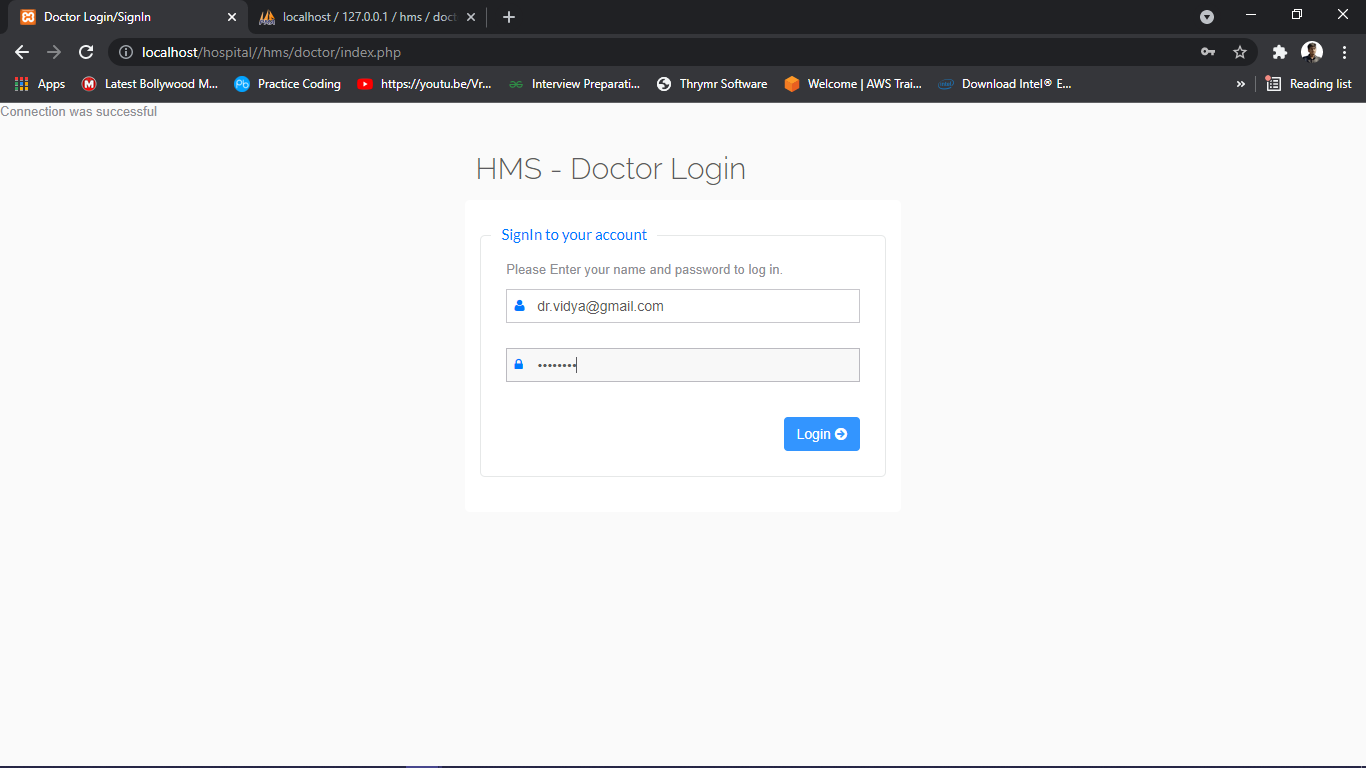 Doctor Login/SignIn
localhost / 127.0.0.1 / hms / doct
localhost/hospital//hms/doctor/index.php
Apps
Latest Bollywood M...
Pb
Practice Coding
https://youtu.be/Vr...
Interview Preparati...
Thrymr Software
Welcome | AWS Trai...
Download Intel® E...
»
Reading list
Connection was successful
HMS - Doctor Login
SignIn to your account
Please Enter your name and password to log in.
dr.vidya@gmail.com
••••••••
Login